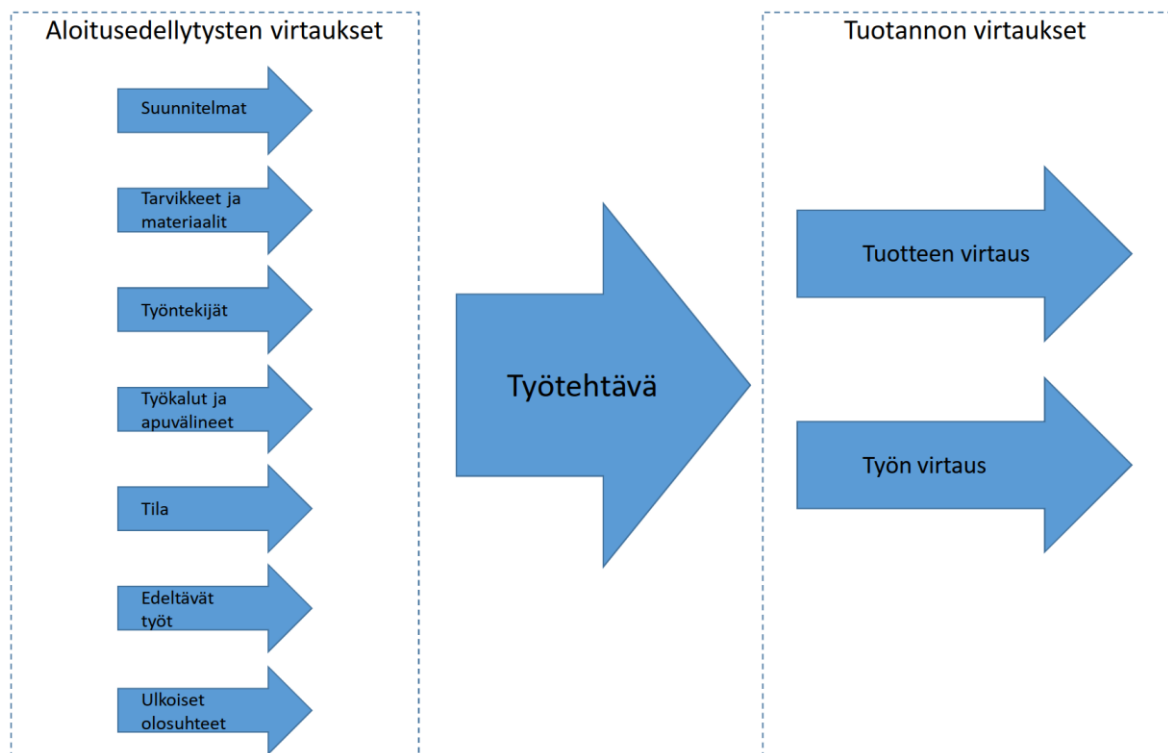 Aloitusedellytysten virtaukset
Suunnitelmat
Tarvikkeet ja
materiaalit
Työntekijät
Työkalut ja
apuvälineet
Tila
Edeltävät
työt
Ulkoiset
olosuhteet
Työtehtävä
Tuotannon virtaukset
Tuotteen virtaus
Työn virtaus